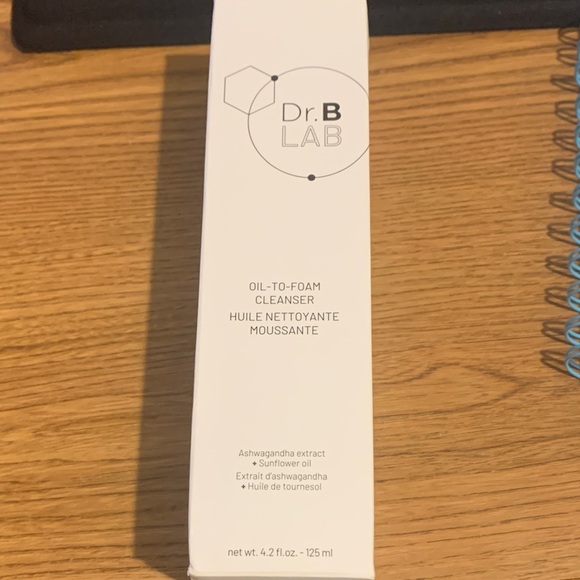 Dr.B
LAB
OIL-TO-FOAM
CLEANSER
HUILE NETTOYANTE
MOUSSANTE
Ashwagandha extract
+ Sunflower oil
Extrait d'ashwagandha
+ Huile de tournesol
net wt. 4.2 fl.oz. - 125 ml